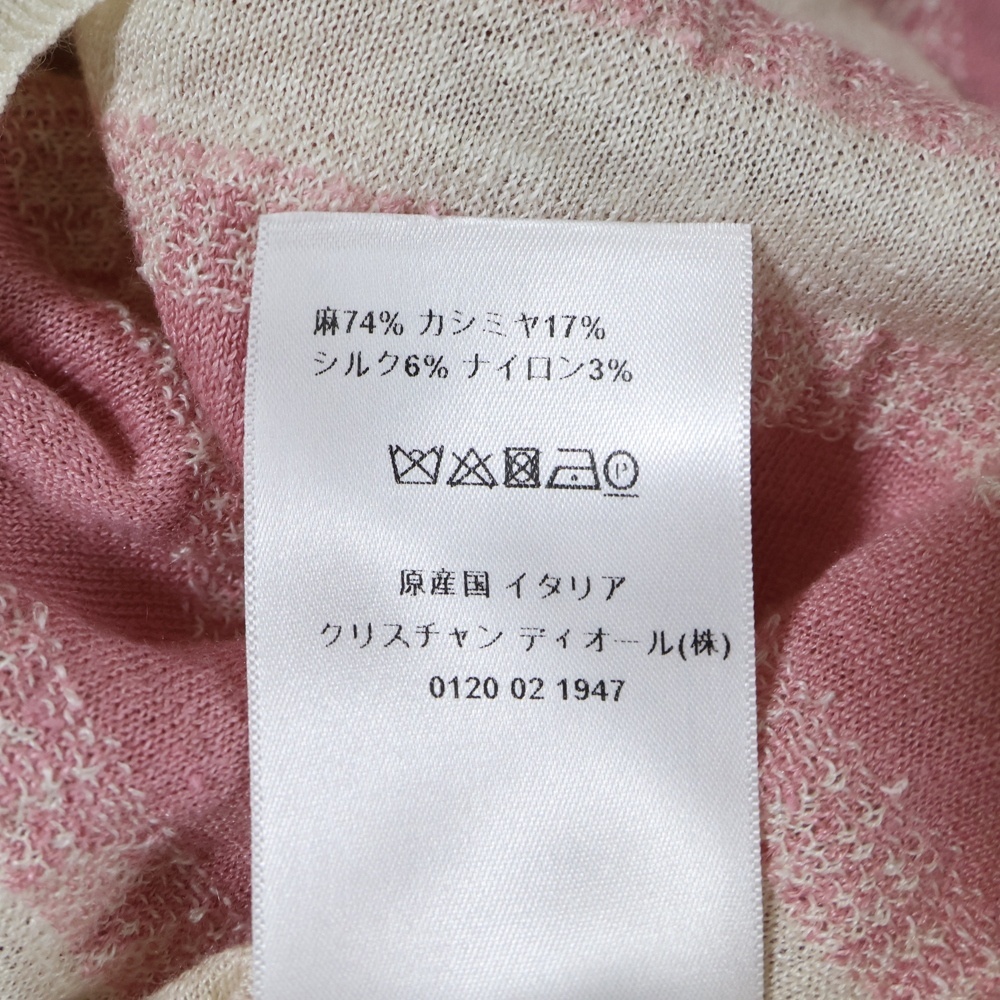 麻74% カシミヤ17%
シルク6% ナイロン3%
P
原産国 イタリア
クリスチャン ディオール(株)
0120 02 1947